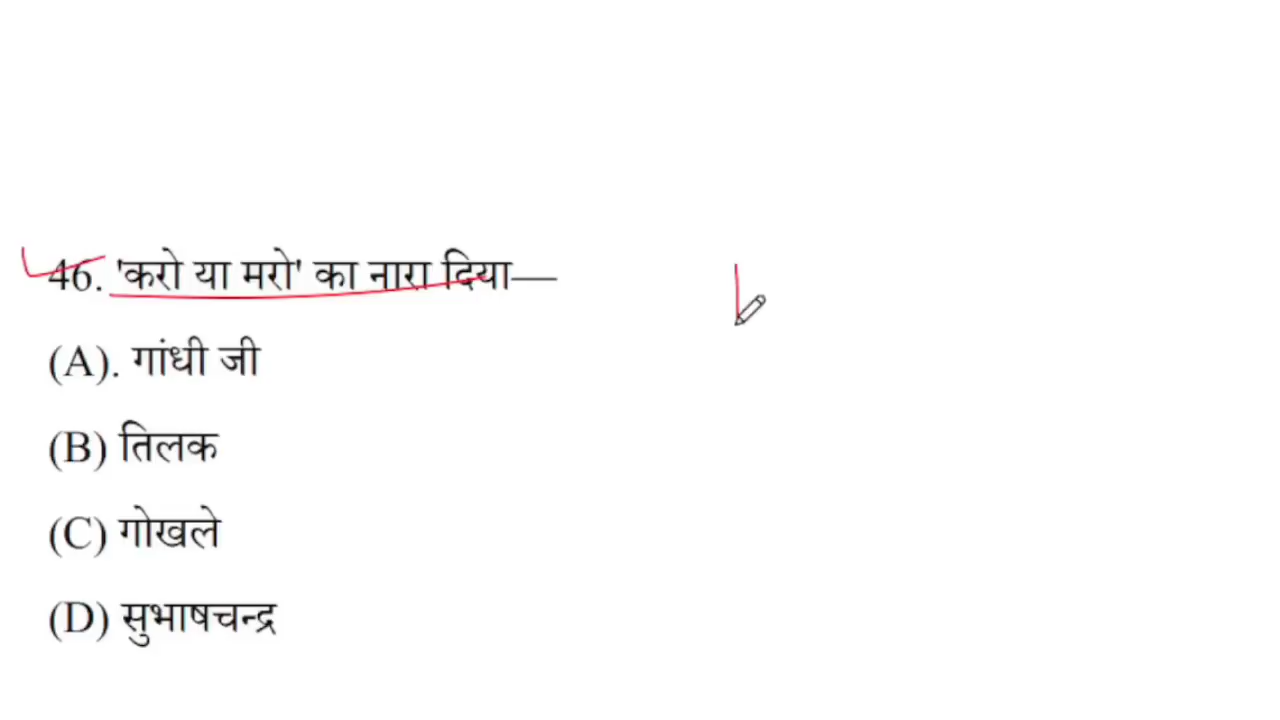 46. 'करो या मरो' का नारा दिया—
(A). गांधी जी
(B) तिलक
(C) गोखले
(D) सुभाषचन्द्र